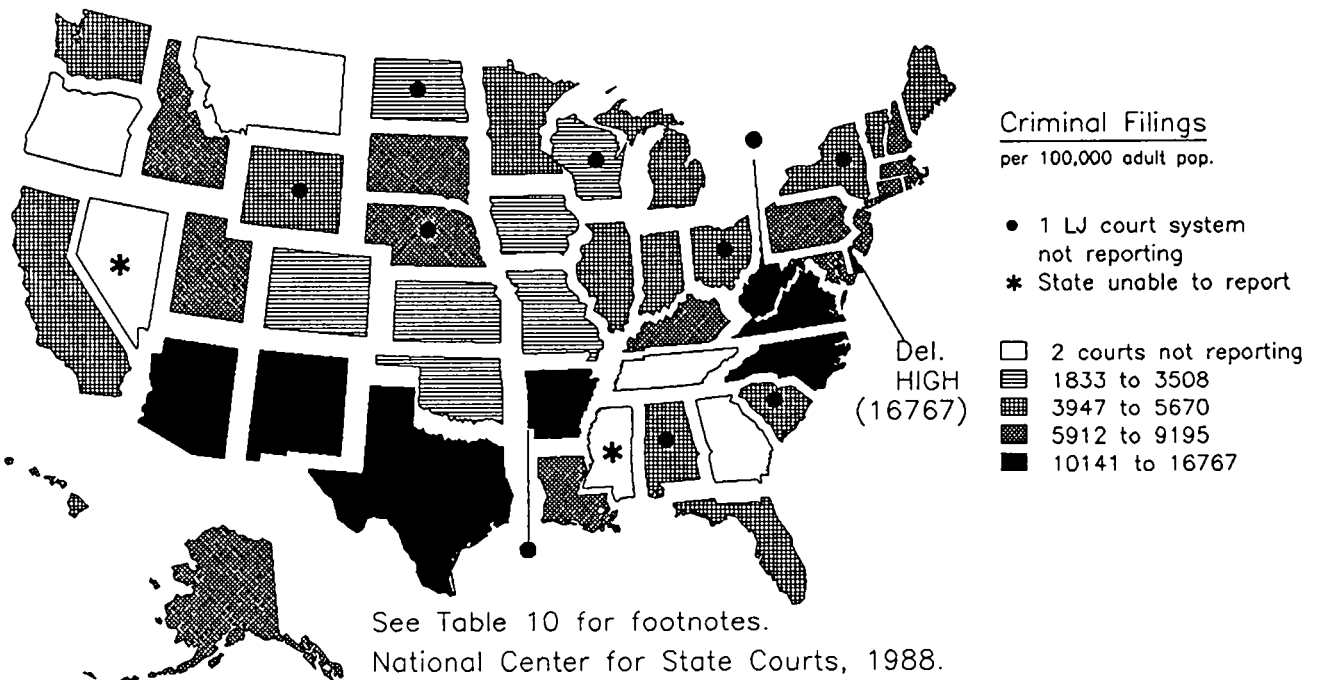 Criminal Filings
per 100,000 adult pop.
● 1 LJ court system
not reporting
* State unable to report
2 courts not reporting
1833 to 3508
3947 to 5670
5912 to 9195
10141 to 16767
Del.
HIGH
(16767)
See Table 10 for footnotes.
National Center for State Courts, 1988.